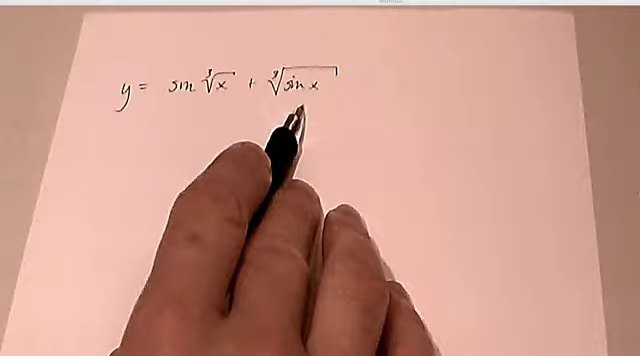 y = sin ∛x + ∛sin x